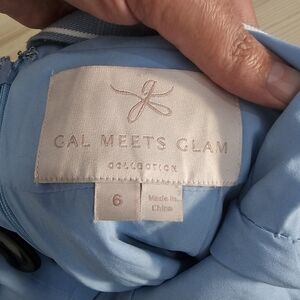 g
GAL MEETS GLAM
COLLECTION
6
Made in
China